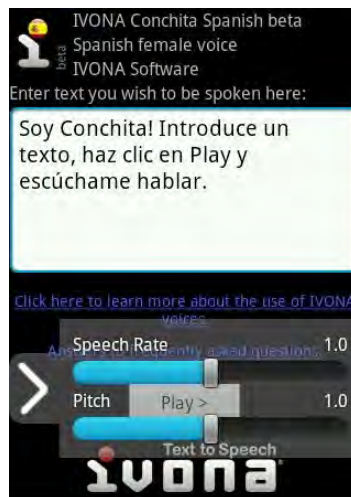 IVONA Conchita Spanish beta
beta
Spanish female voice
IVONA Software
Enter text you wish to be spoken here:
Soy Conchita! Introduce un
texto, haz clic en Play y
escúchame hablar.
Click here to learn more about the use of IVONA
voices
Answers to frequently asked questions
Speech Rate 1.0
Pitch Play > 1.0
Text to Speech
ivona